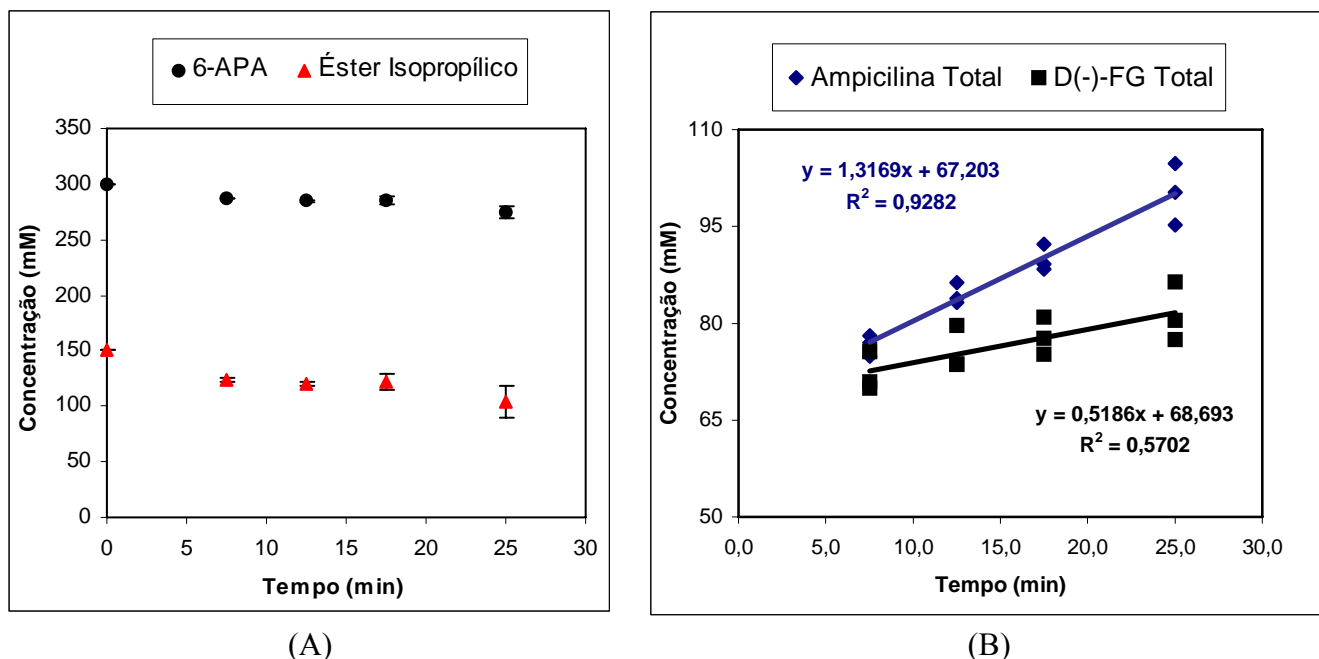 6-APA Éster Isopropílico
350
300
250
200
150
100
50
0
0 5 10 15 20 25 30
Concentração (mM)
Tempo (min)
(A)
Ampicilina Total D(-)-FG Total
110
95
80
65
50
0,0 5,0 10,0 15,0 20,0 25,0 30,0
Concentração (mM)
y = 1,3169x + 67,203
R² = 0,9282
y = 0,5186x + 68,693
R² = 0,5702
Tempo (min)
(B)